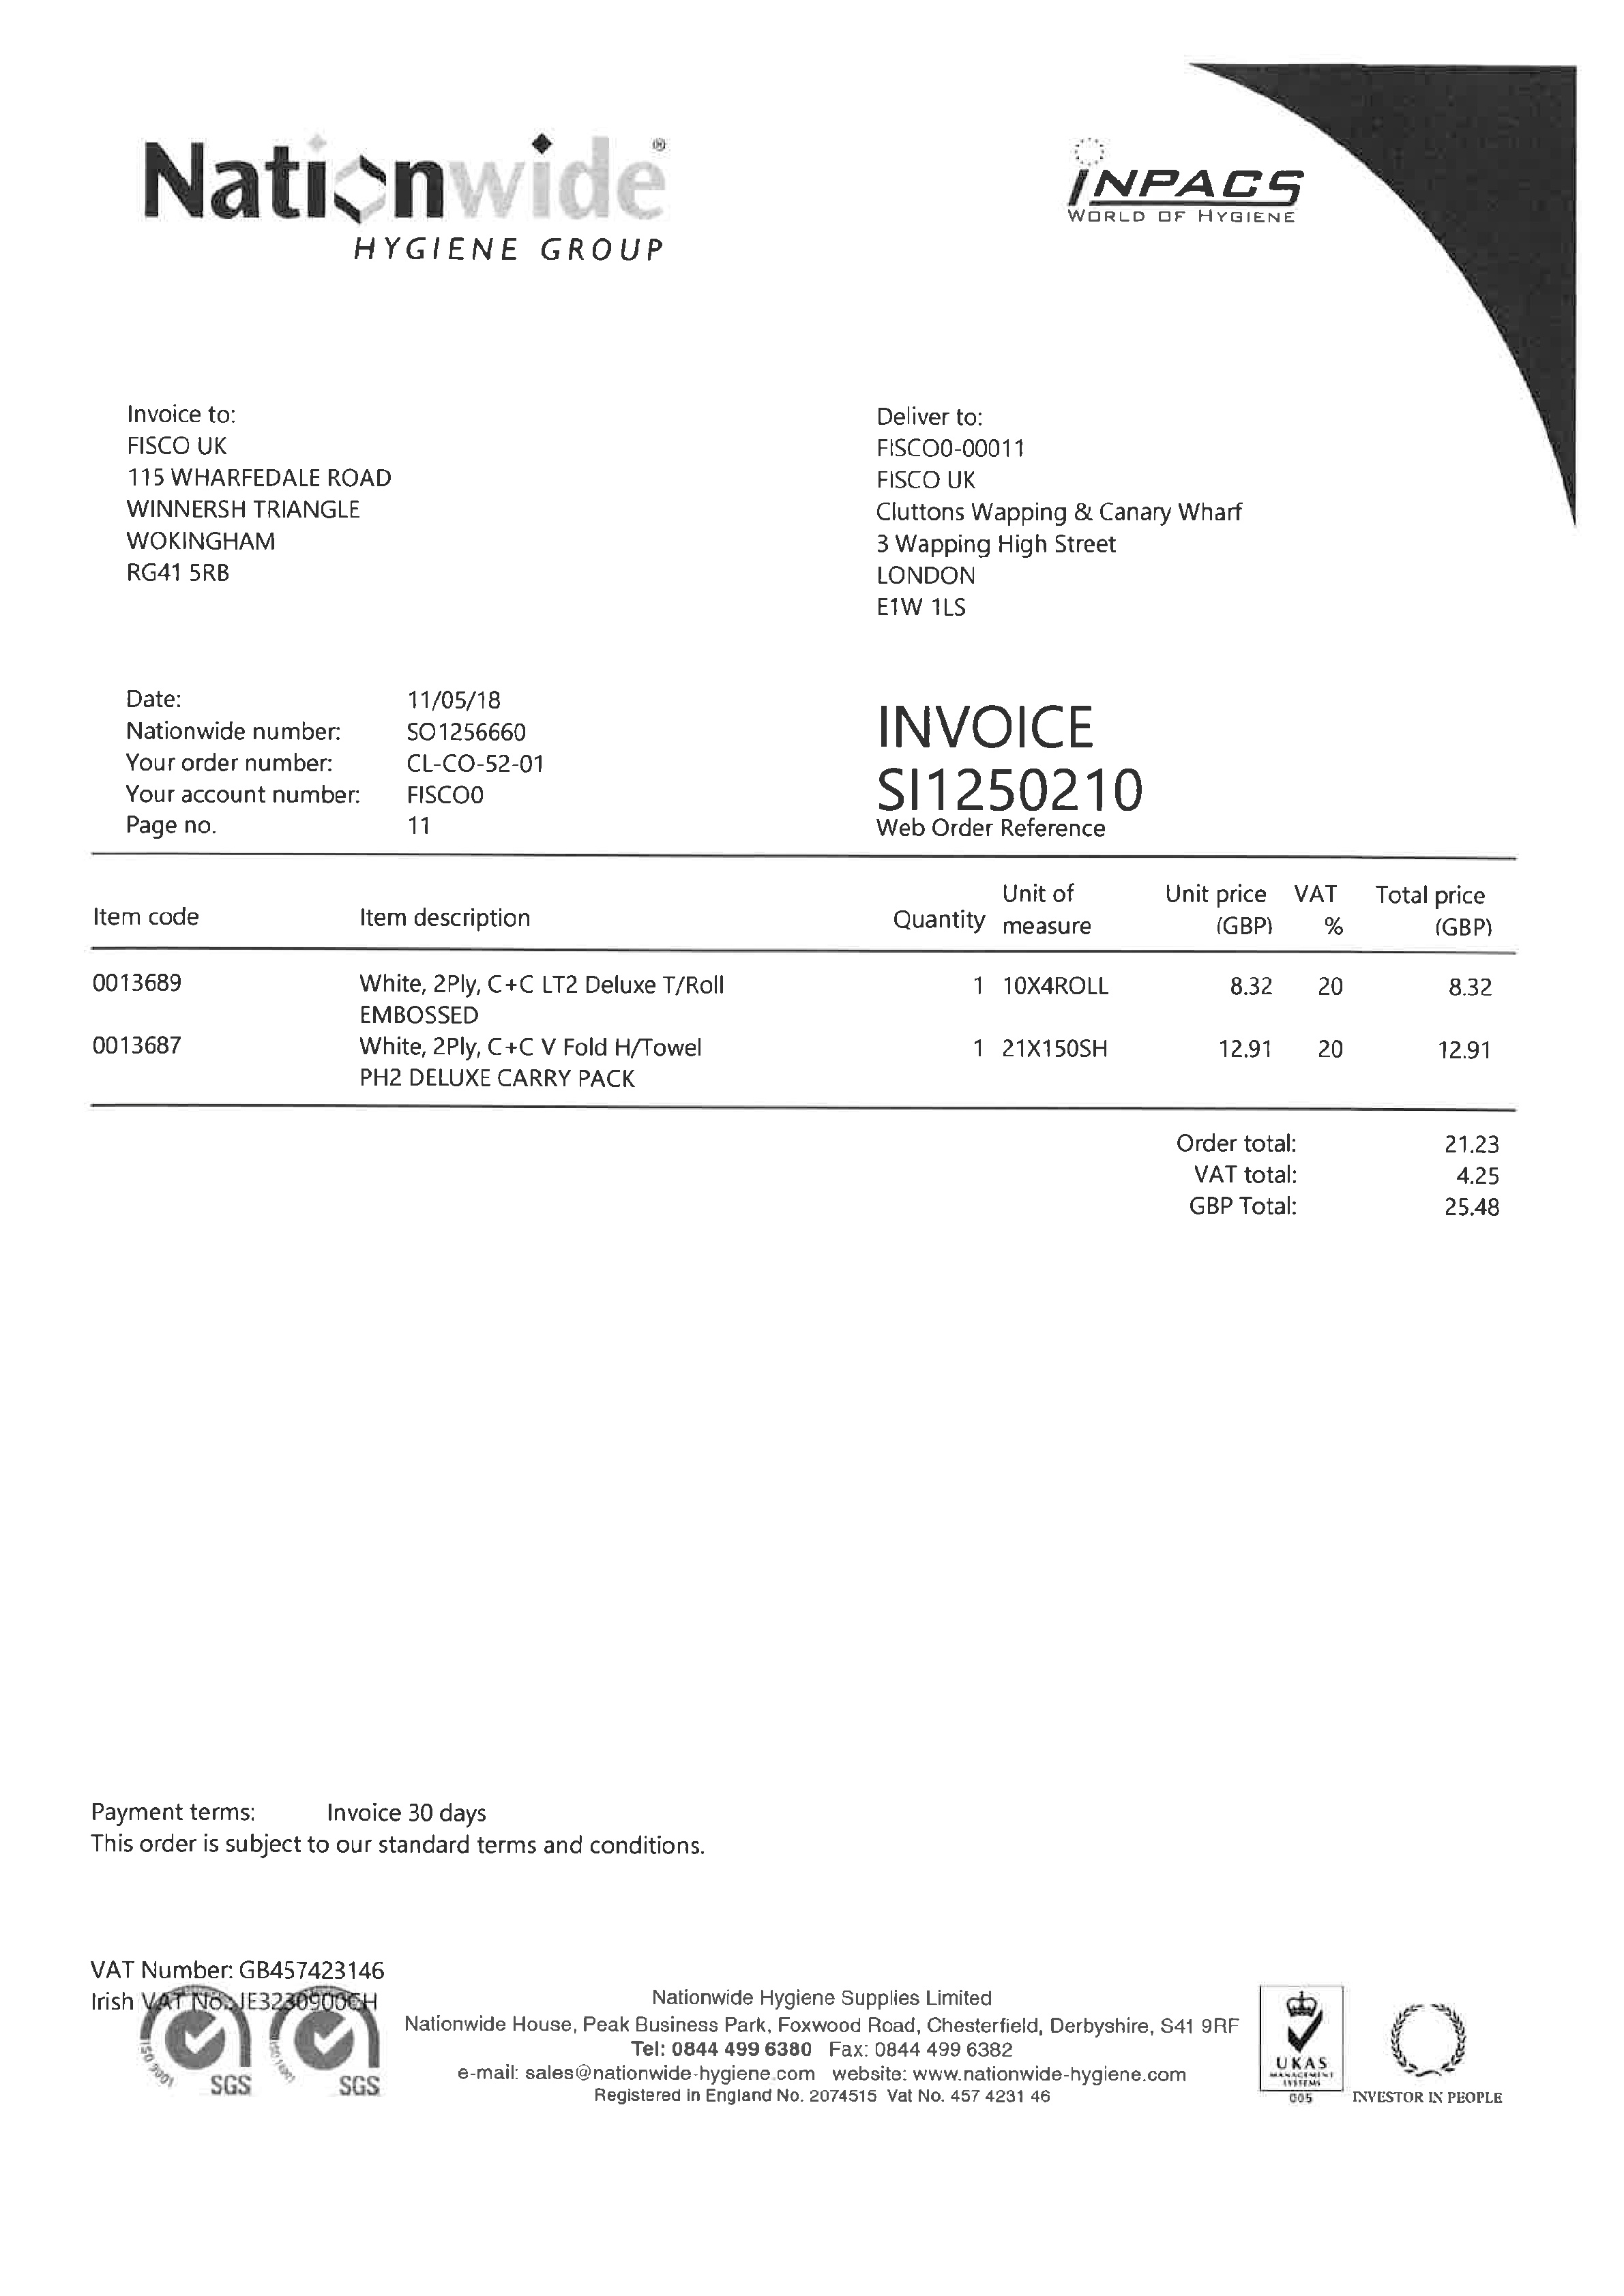 Nationwide®
HYGIENE GROUP
INPACS
WORLD OF HYGIENE
Invoice to:
FISCO UK
115 WHARFEDALE ROAD
WINNERSH TRIANGLE
WOKINGHAM
RG41 5RB
Deliver to:
FISCO0-00011
FISCO UK
Cluttons Wapping & Canary Wharf
3 Wapping High Street
LONDON
E1W 1LS
Date: 11/05/18
Nationwide number: SO1256660
Your order number: CL-CO-52-01
Your account number: FISCO0
Page no. 11
INVOICE
SI1250210
Web Order Reference
Item code Item description Quantity Unit of measure Unit price (GBP) VAT % Total price (GBP)
0013689 White, 2Ply, C+C LT2 Deluxe T/Roll 1 10X4ROLL 8.32 20 8.32
EMBOSSED
0013687 White, 2Ply, C+C V Fold H/Towel 1 21X150SH 12.91 20 12.91
PH2 DELUXE CARRY PACK
Order total: 21.23
VAT total: 4.25
GBP Total: 25.48
Payment terms: Invoice 30 days
This order is subject to our standard terms and conditions.
VAT Number: GB457423146
Irish VAT No.
ISO 9001 SGS
ISO 14001 SGS
Nationwide Hygiene Supplies Limited
Nationwide House, Peak Business Park, Foxwood Road, Chesterfield, Derbyshire, S41 9RF
Tel: 0844 499 6380 Fax: 0844 499 6382
e-mail: sales@nationwide-hygiene.com website: www.nationwide-hygiene.com
Registered in England No. 2074515 Vat No. 457 4231 46
UKAS
MANAGEMENT
SYSTEMS
005
INVESTOR IN PEOPLE